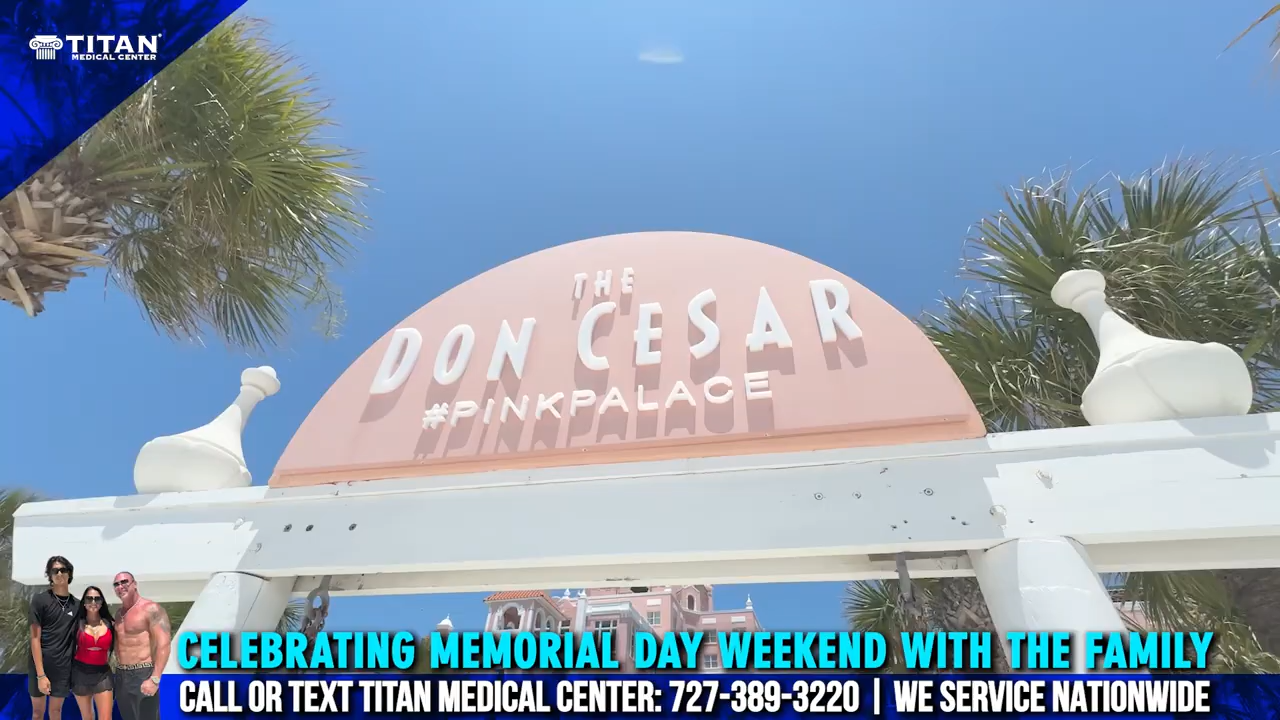 TITAN®
MEDICAL CENTER
THE
DON CESAR
#PINKPALACE
CELEBRATING MEMORIAL DAY WEEKEND WITH THE FAMILY
CALL OR TEXT TITAN MEDICAL CENTER: 727-389-3220 | WE SERVICE NATIONWIDE